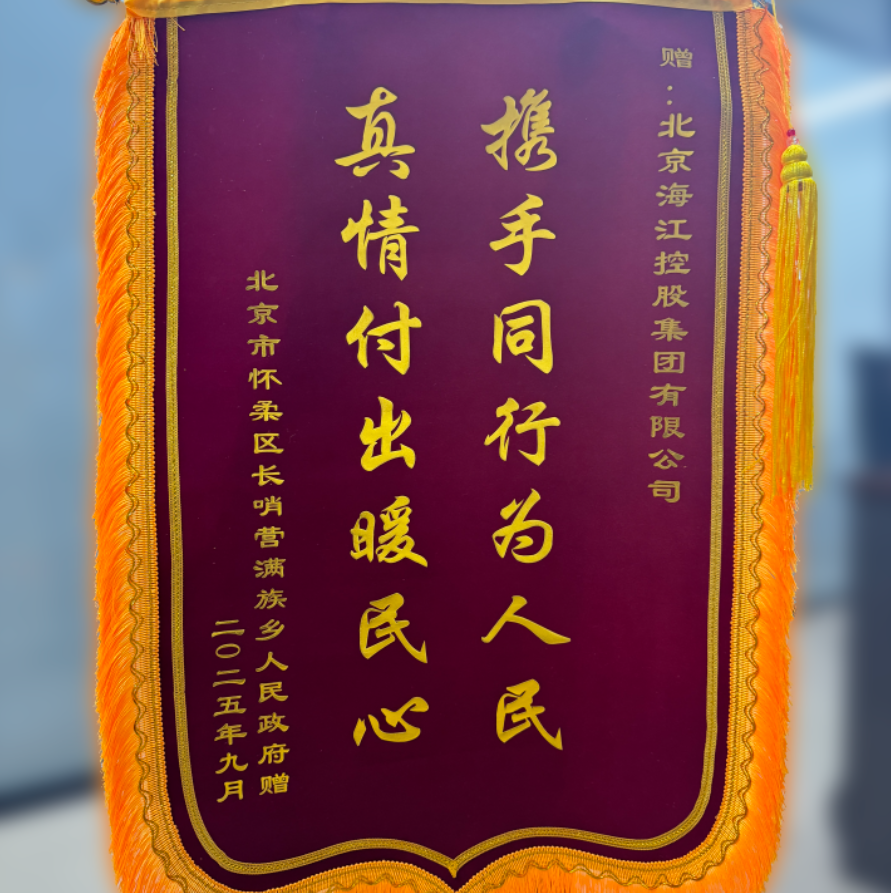 赠：北京海江控股集团有限公司
携手同行为人民
真情付出暖民心
北京市怀柔区长哨营满族乡人民政府赠
二〇二五年九月